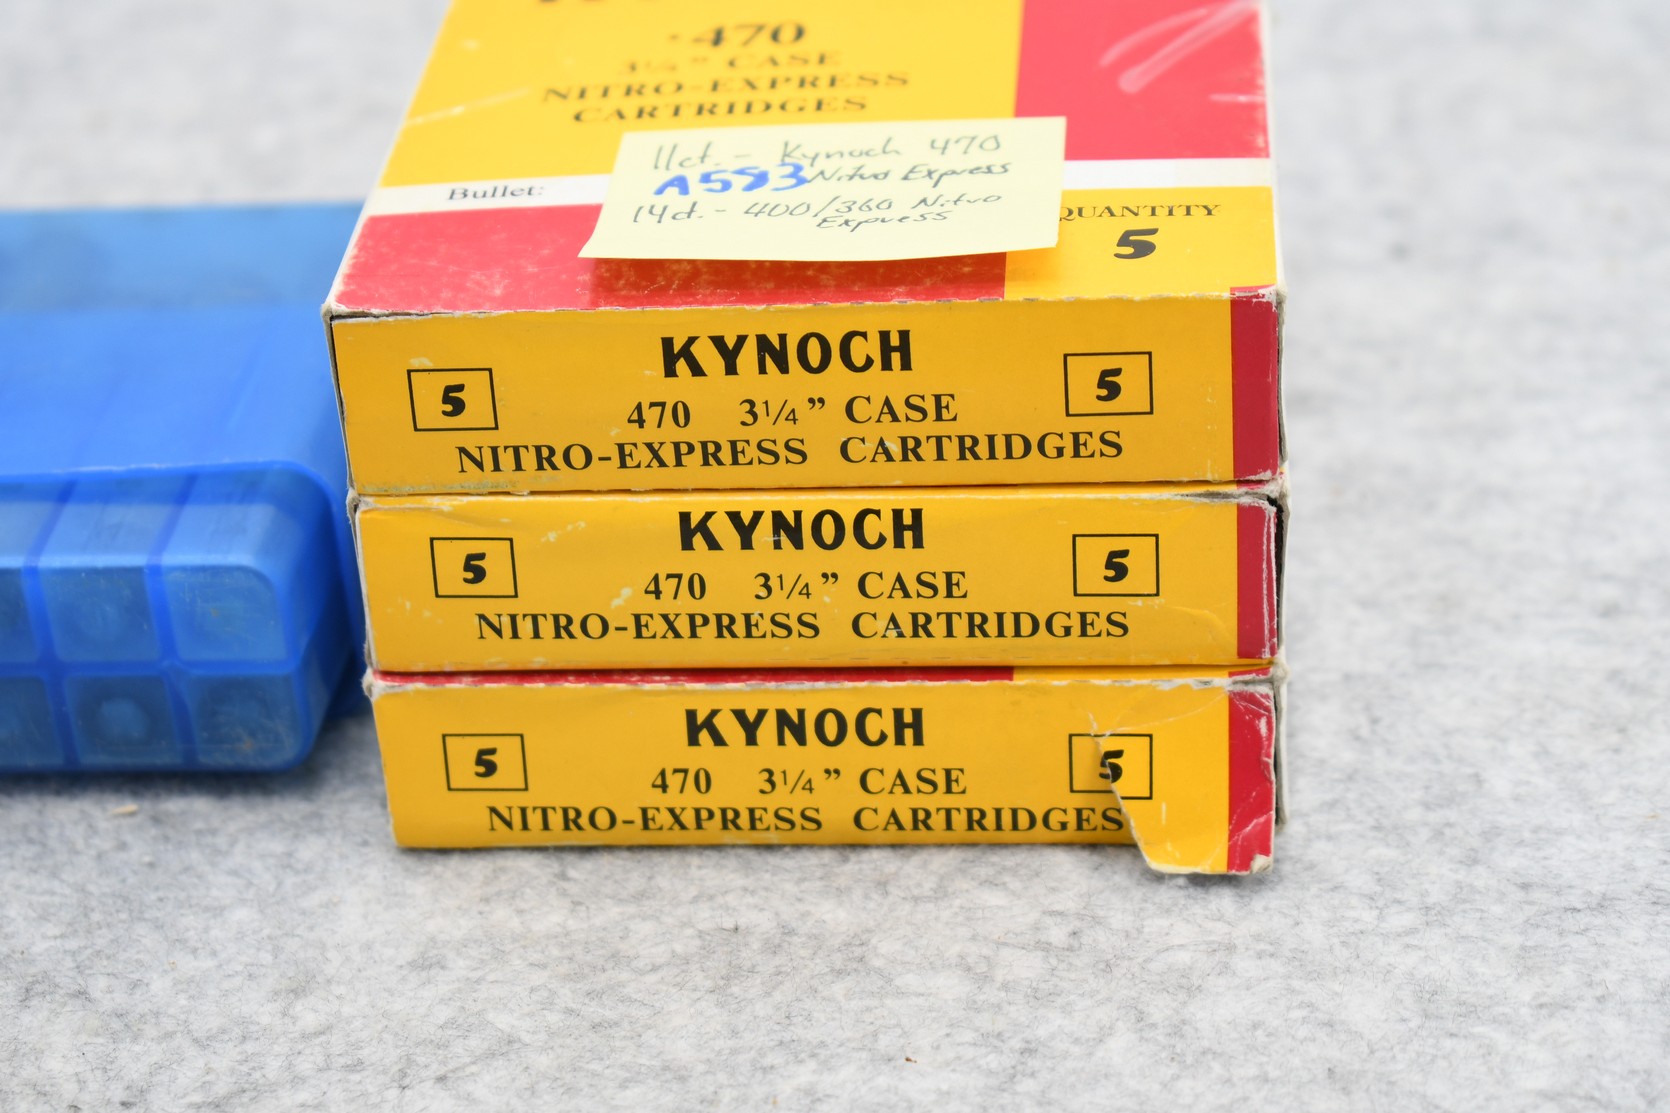 ·470
3¼" CASE
NITRO-EXPRESS
CARTRIDGES
11ct. - Kynoch 470
A583 Nitro Express
14ct. - 400/360 Nitro
Express
Bullet:
QUANTITY
5
KYNOCH
5 470 3¼" CASE 5
NITRO-EXPRESS CARTRIDGES
KYNOCH
5 470 3¼" CASE 5
NITRO-EXPRESS CARTRIDGES
KYNOCH
5 470 3¼" CASE 5
NITRO-EXPRESS CARTRIDGES